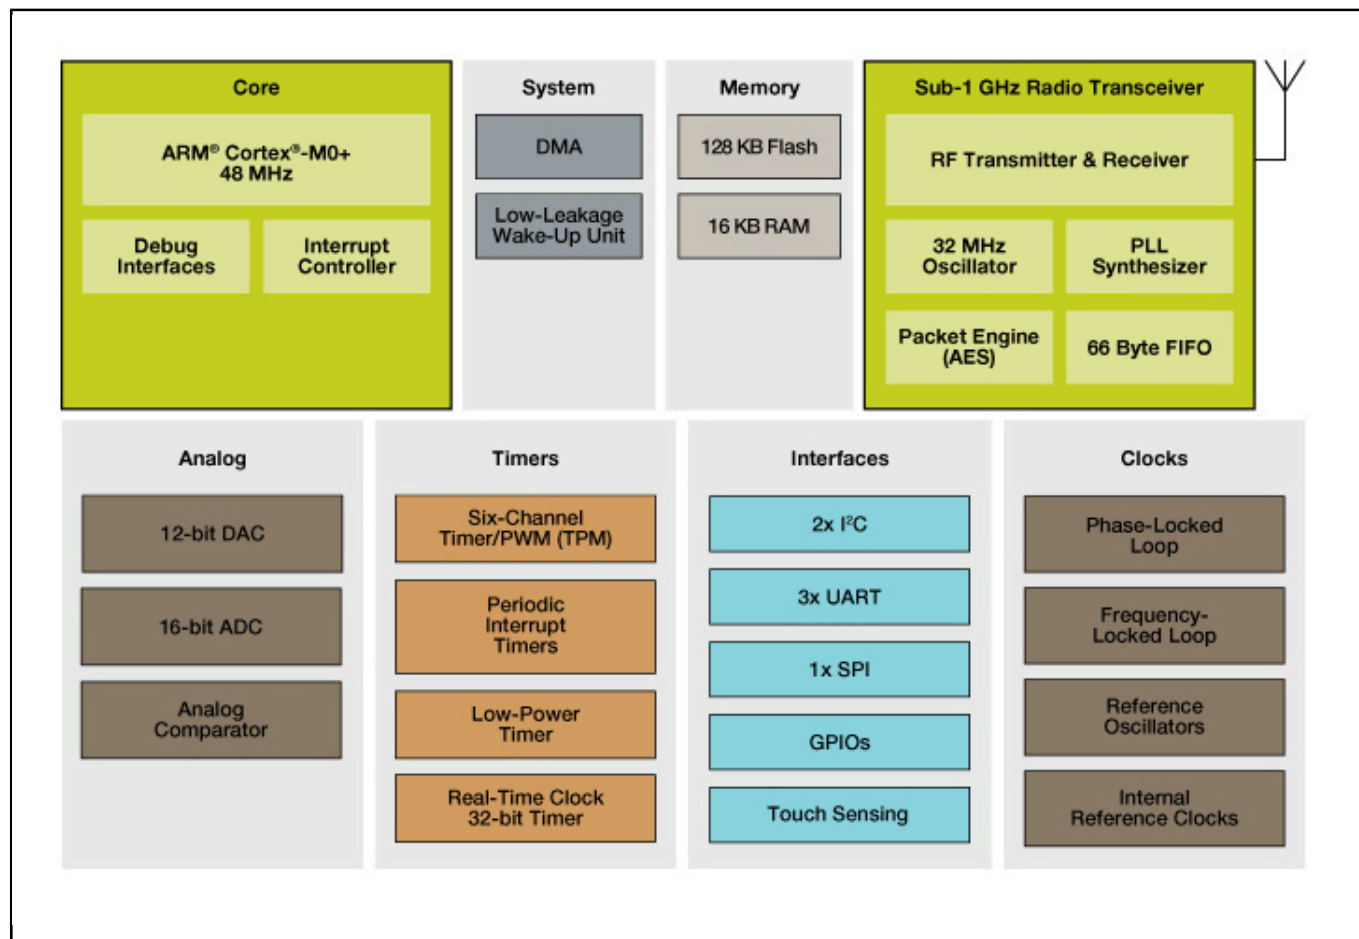 Core
ARM® Cortex®-M0+
48 MHz
Debug
Interfaces
Interrupt
Controller
System
DMA
Low-Leakage
Wake-Up Unit
Memory
128 KB Flash
16 KB RAM
Sub-1 GHz Radio Transceiver
RF Transmitter & Receiver
32 MHz
Oscillator
PLL
Synthesizer
Packet Engine
(AES)
66 Byte FIFO
Analog
12-bit DAC
16-bit ADC
Analog
Comparator
Timers
Six-Channel
Timer/PWM (TPM)
Periodic
Interrupt
Timers
Low-Power
Timer
Real-Time Clock
32-bit Timer
Interfaces
2x I²C
3x UART
1x SPI
GPIOs
Touch Sensing
Clocks
Phase-Locked
Loop
Frequency-
Locked Loop
Reference
Oscillators
Internal
Reference Clocks